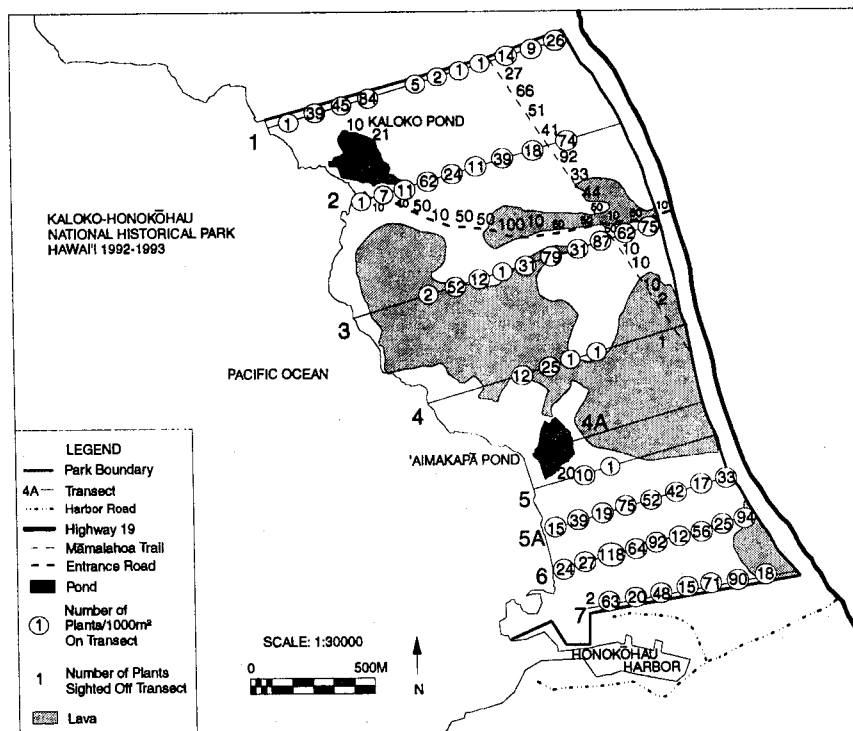 1 39 45 84 5 2 1 1 14 9 26
1
27
66
51
41
92
33
44
10 KALOKO POND
21
2
1 7 11 62 24 11 39 18 74
10 50 10 50 50 100 10
50 10
KALOKO-HONOKŌHAU
NATIONAL HISTORICAL PARK
HAWAI'I 1992-1993
3
2 52 12 1 31 79 31 87 62 75
10
10
10
2
1
PACIFIC OCEAN
4
12 25 1 1
4A
'AIMAKAPĀ POND
5
20 10 1
5A
15 39 19 75 52 42 17 33
6
24 27 118 64 92 12 56 25 94
7
2 63 20 48 15 71 90 18
HONOKŌHAU
HARBOR
SCALE: 1:30000
0 500M
N
LEGEND
Park Boundary
4A Transect
Harbor Road
Highway 19
Māmalahoa Trail
Entrance Road
Pond
1 Number of
Plants/1000m²
On Transect
1 Number of Plants
Sighted Off Transect
Lava